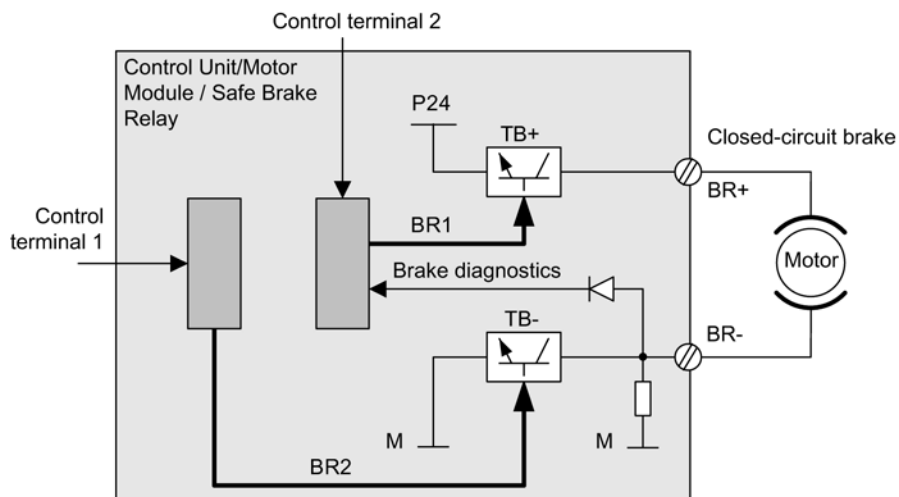 Control terminal 2
Control Unit/Motor
Module / Safe Brake
Relay
P24
TB+
Closed-circuit brake
BR+
Control
terminal 1
BR1
Brake diagnostics
Motor
TB-
BR-
M
M
BR2